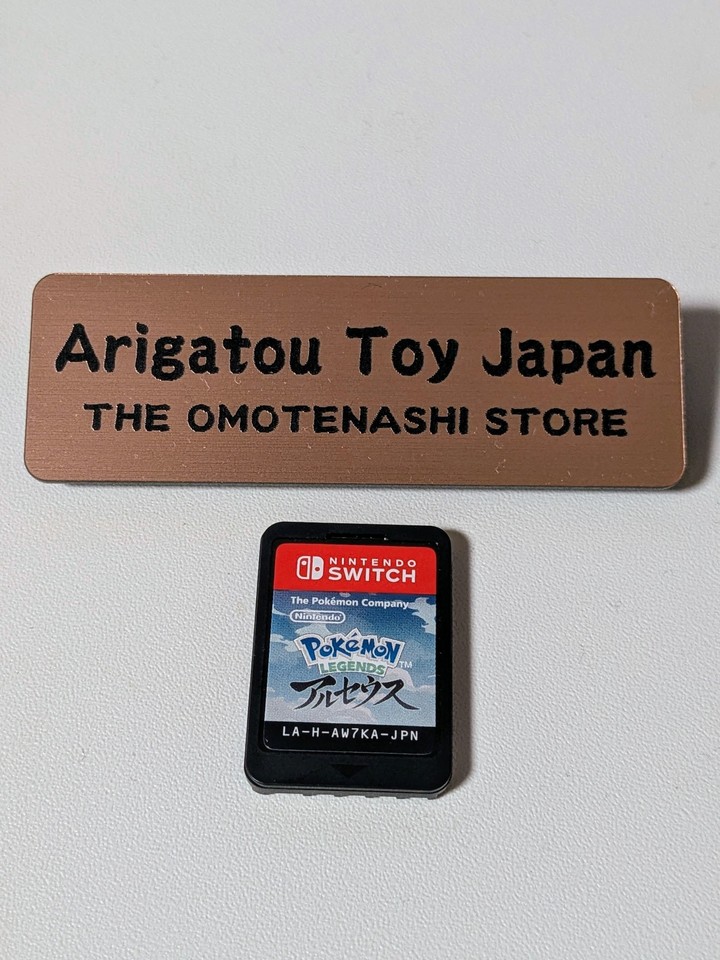 Arigatou Toy Japan
THE OMOTENASHI STORE
NINTENDO
SWITCH
The Pokémon Company
Nintendo
POKÉMON™
LEGENDS
アルセウス
LA-H-AW7KA-JPN